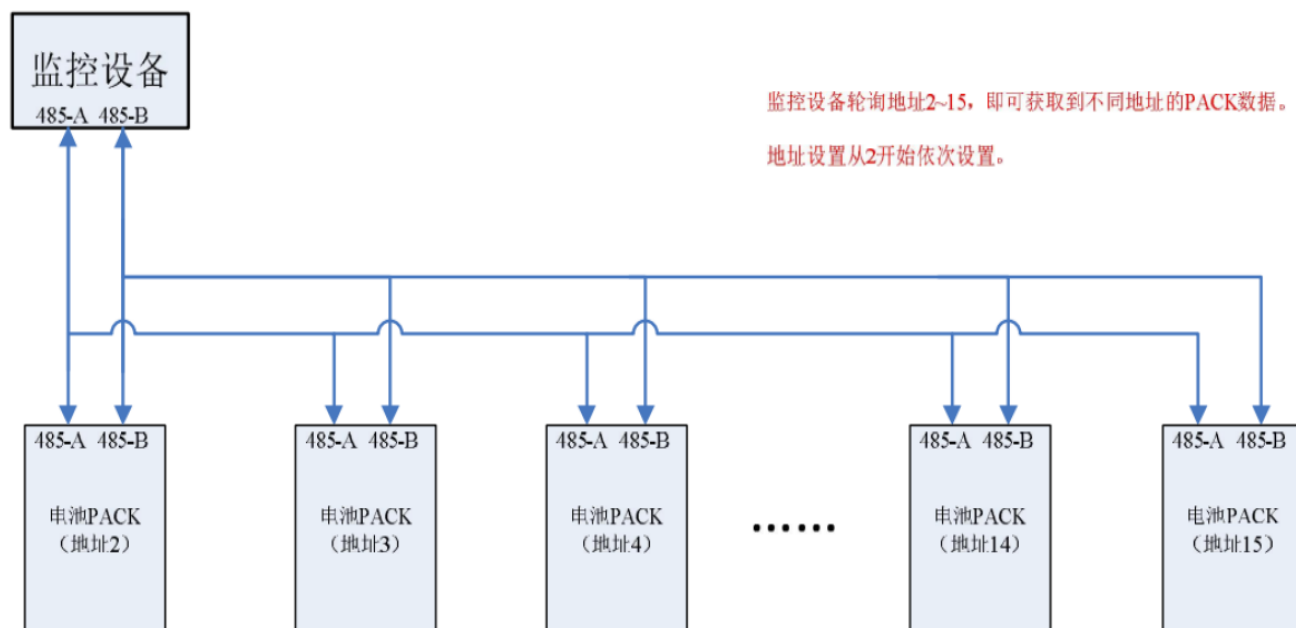 监控设备
485-A 485-B
监控设备轮询地址2~15，即可获取到不同地址的PACK数据。
地址设置从2开始依次设置。
485-A 485-B
电池PACK
（地址2）
485-A 485-B
电池PACK
（地址3）
485-A 485-B
电池PACK
（地址4）
……
485-A 485-B
电池PACK
（地址14）
485-A 485-B
电池PACK
（地址15）